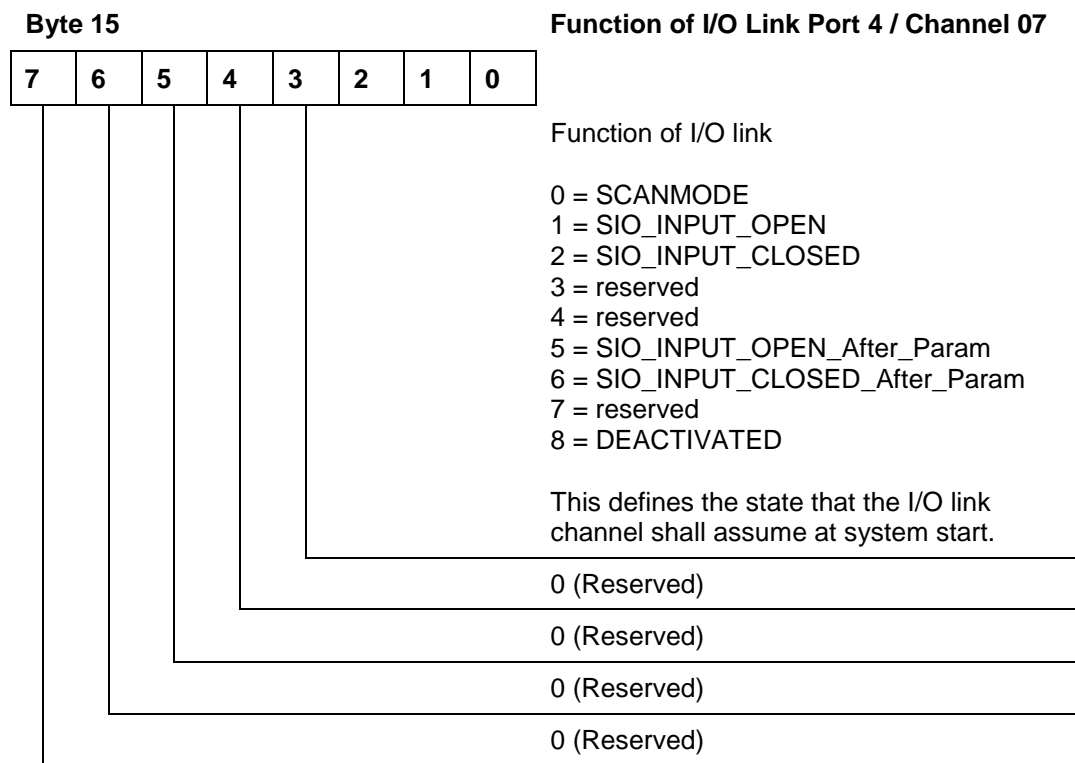 Byte 15 Function of I/O Link Port 4 / Channel 07
7 6 5 4 3 2 1 0
Function of I/O link
0 = SCANMODE
1 = SIO_INPUT_OPEN
2 = SIO_INPUT_CLOSED
3 = reserved
4 = reserved
5 = SIO_INPUT_OPEN_After_Param
6 = SIO_INPUT_CLOSED_After_Param
7 = reserved
8 = DEACTIVATED
This defines the state that the I/O link
channel shall assume at system start.
0 (Reserved)
0 (Reserved)
0 (Reserved)
0 (Reserved)